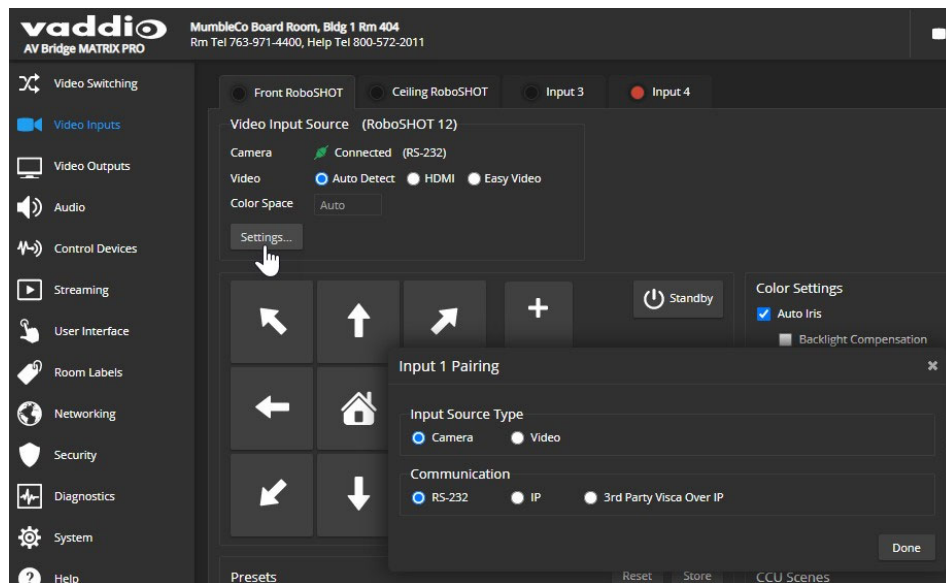 vaddio
AV Bridge MATRIX PRO
MumbleCo Board Room, Bldg 1 Rm 404
Rm Tel 763-971-4400, Help Tel 800-572-2011
Video Switching
Video Inputs
Video Outputs
Audio
Control Devices
Streaming
User Interface
Room Labels
Networking
Security
Diagnostics
System
? Help
Front RoboSHOT Ceiling RoboSHOT Input 3 Input 4
Video Input Source (RoboSHOT 12)
Camera Connected (RS-232)
Video Auto Detect HDMI Easy Video
Color Space Auto
Settings...
+
Standby
Color Settings
Auto Iris
Backlight Compensation
Input 1 Pairing
Input Source Type
Camera Video
Communication
RS-232 IP 3rd Party Visca Over IP
Done
Presets Reset Store CCU Scenes